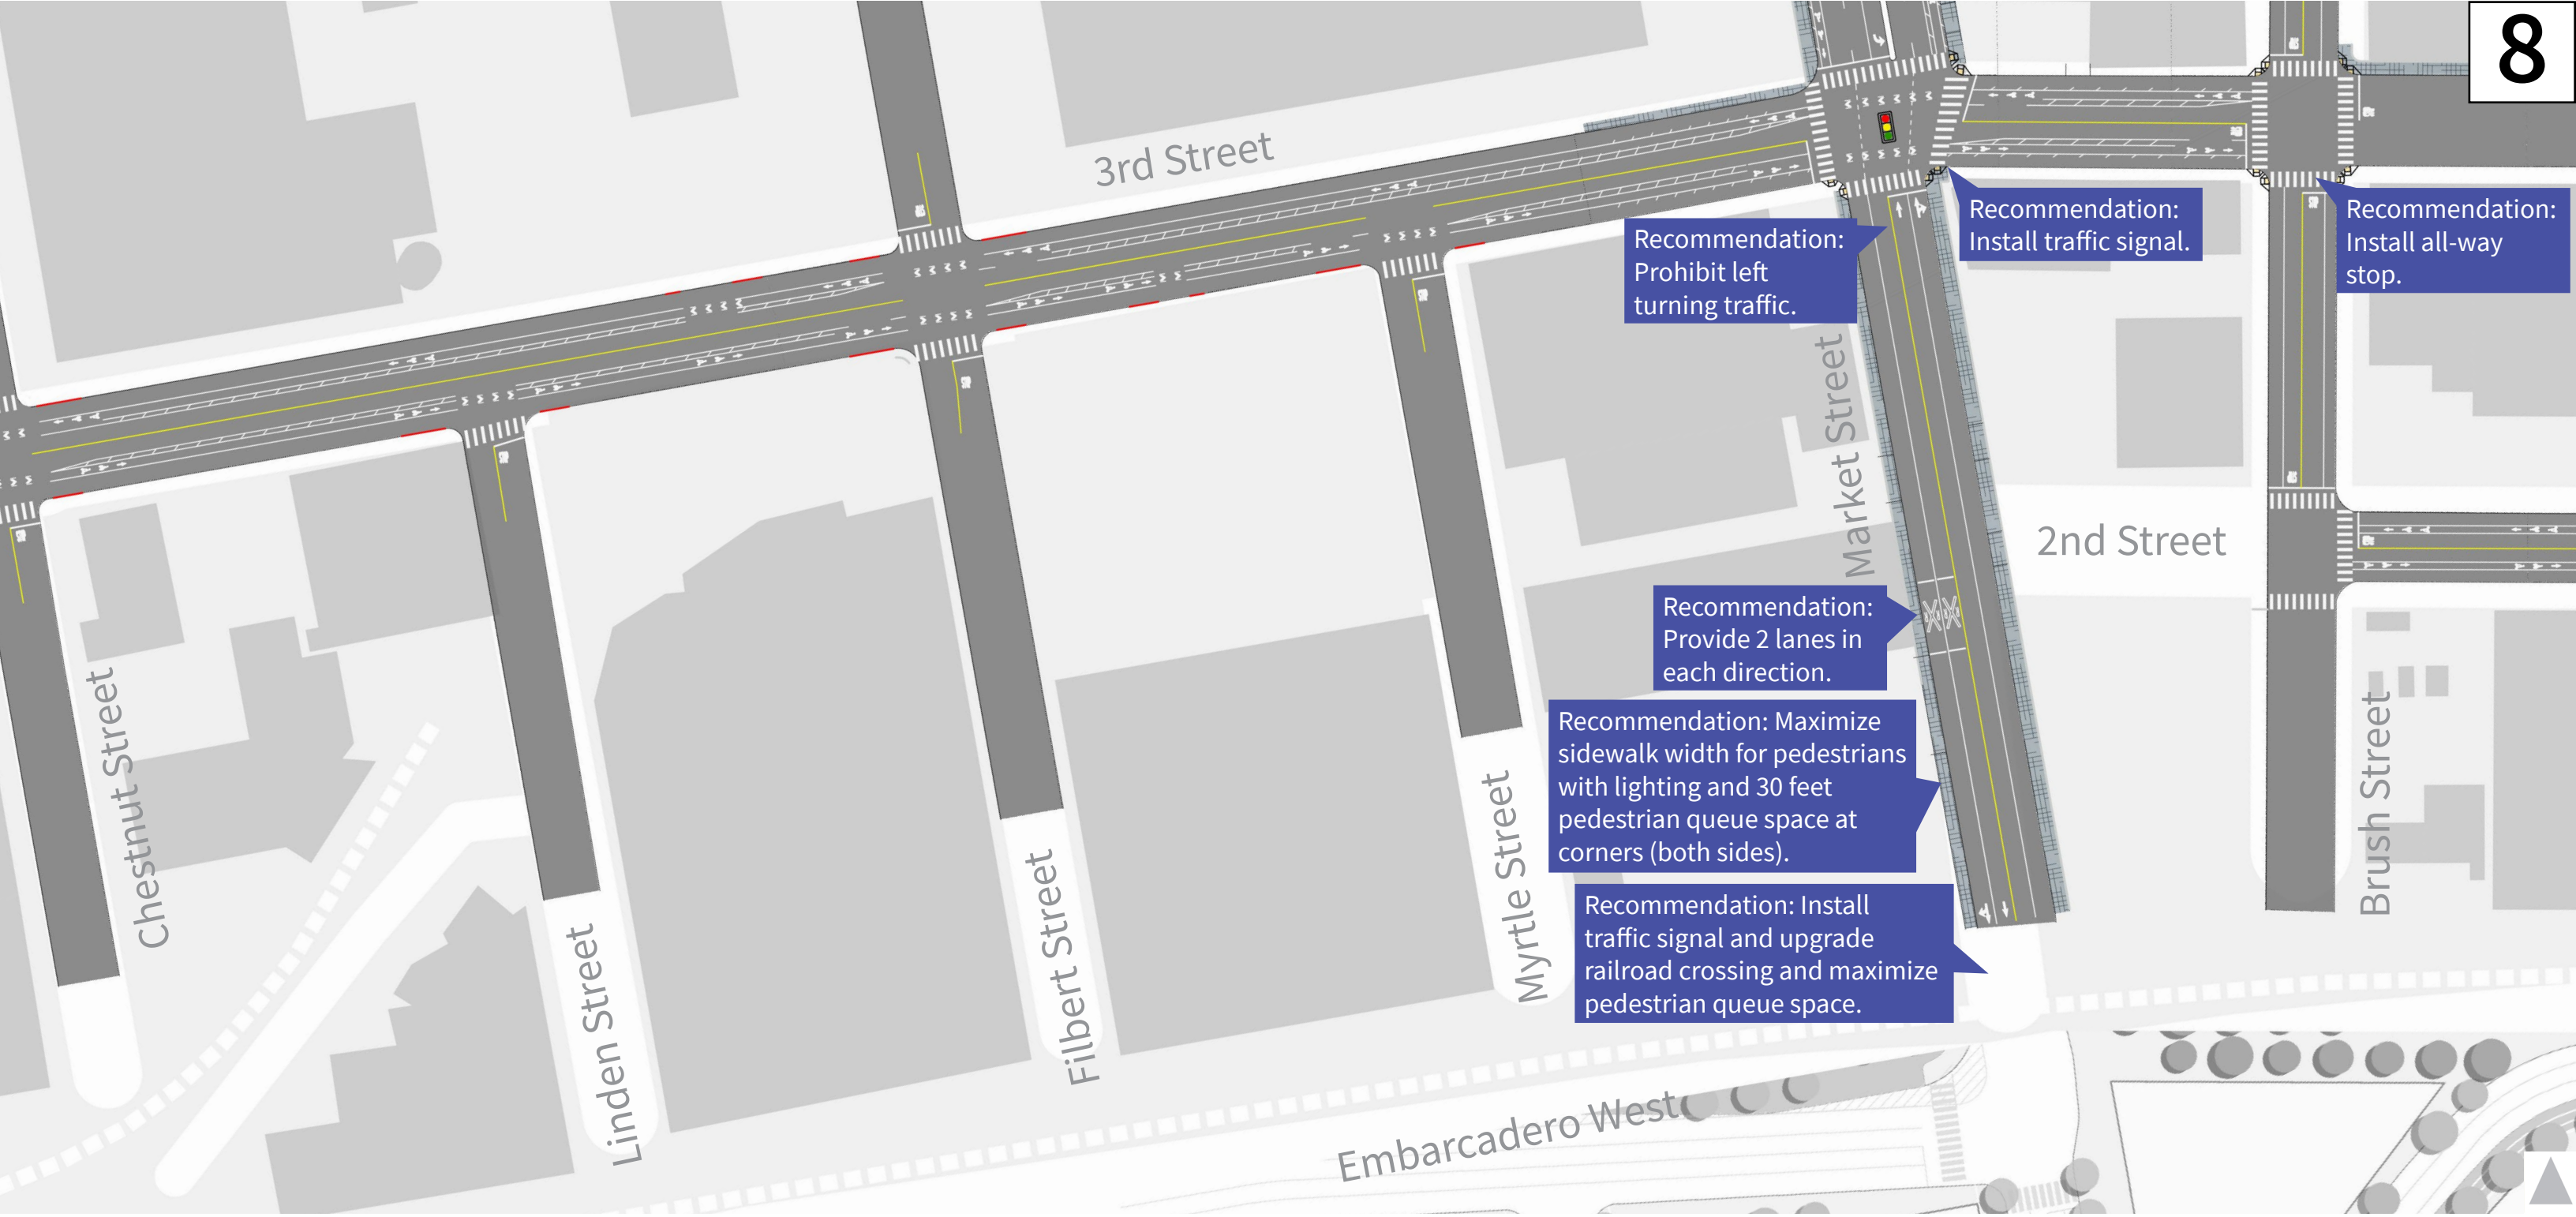 8
3rd Street
Recommendation:
Install traffic signal.
Recommendation:
Install all-way
stop.
Recommendation:
Prohibit left
turning traffic.
Market Street
2nd Street
Recommendation:
Provide 2 lanes in
each direction.
Recommendation: Maximize
sidewalk width for pedestrians
with lighting and 30 feet
pedestrian queue space at
corners (both sides).
Recommendation: Install
traffic signal and upgrade
railroad crossing and maximize
pedestrian queue space.
Chestnut Street
Linden Street
Filbert Street
Myrtle Street
Brush Street
Embarcadero West